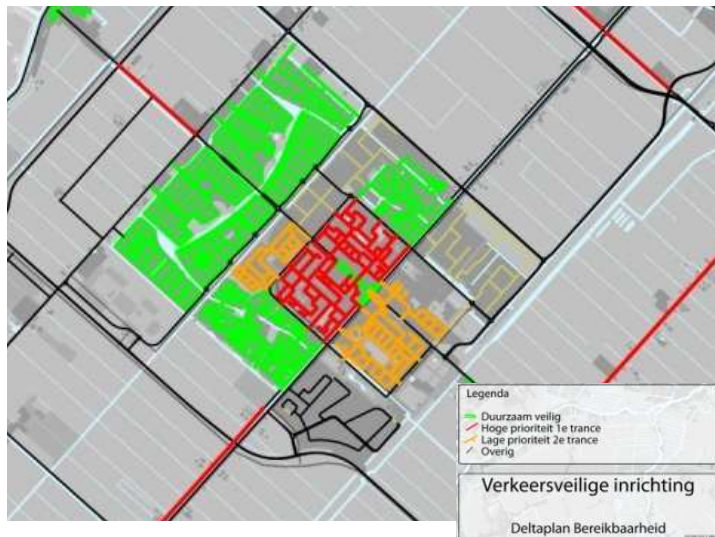 Legenda
Duurzaam veilig
Hoge prioriteit 1e trance
Lage prioriteit 2e trance
Overig
Verkeersveilige inrichting
Deltaplan Bereikbaarheid